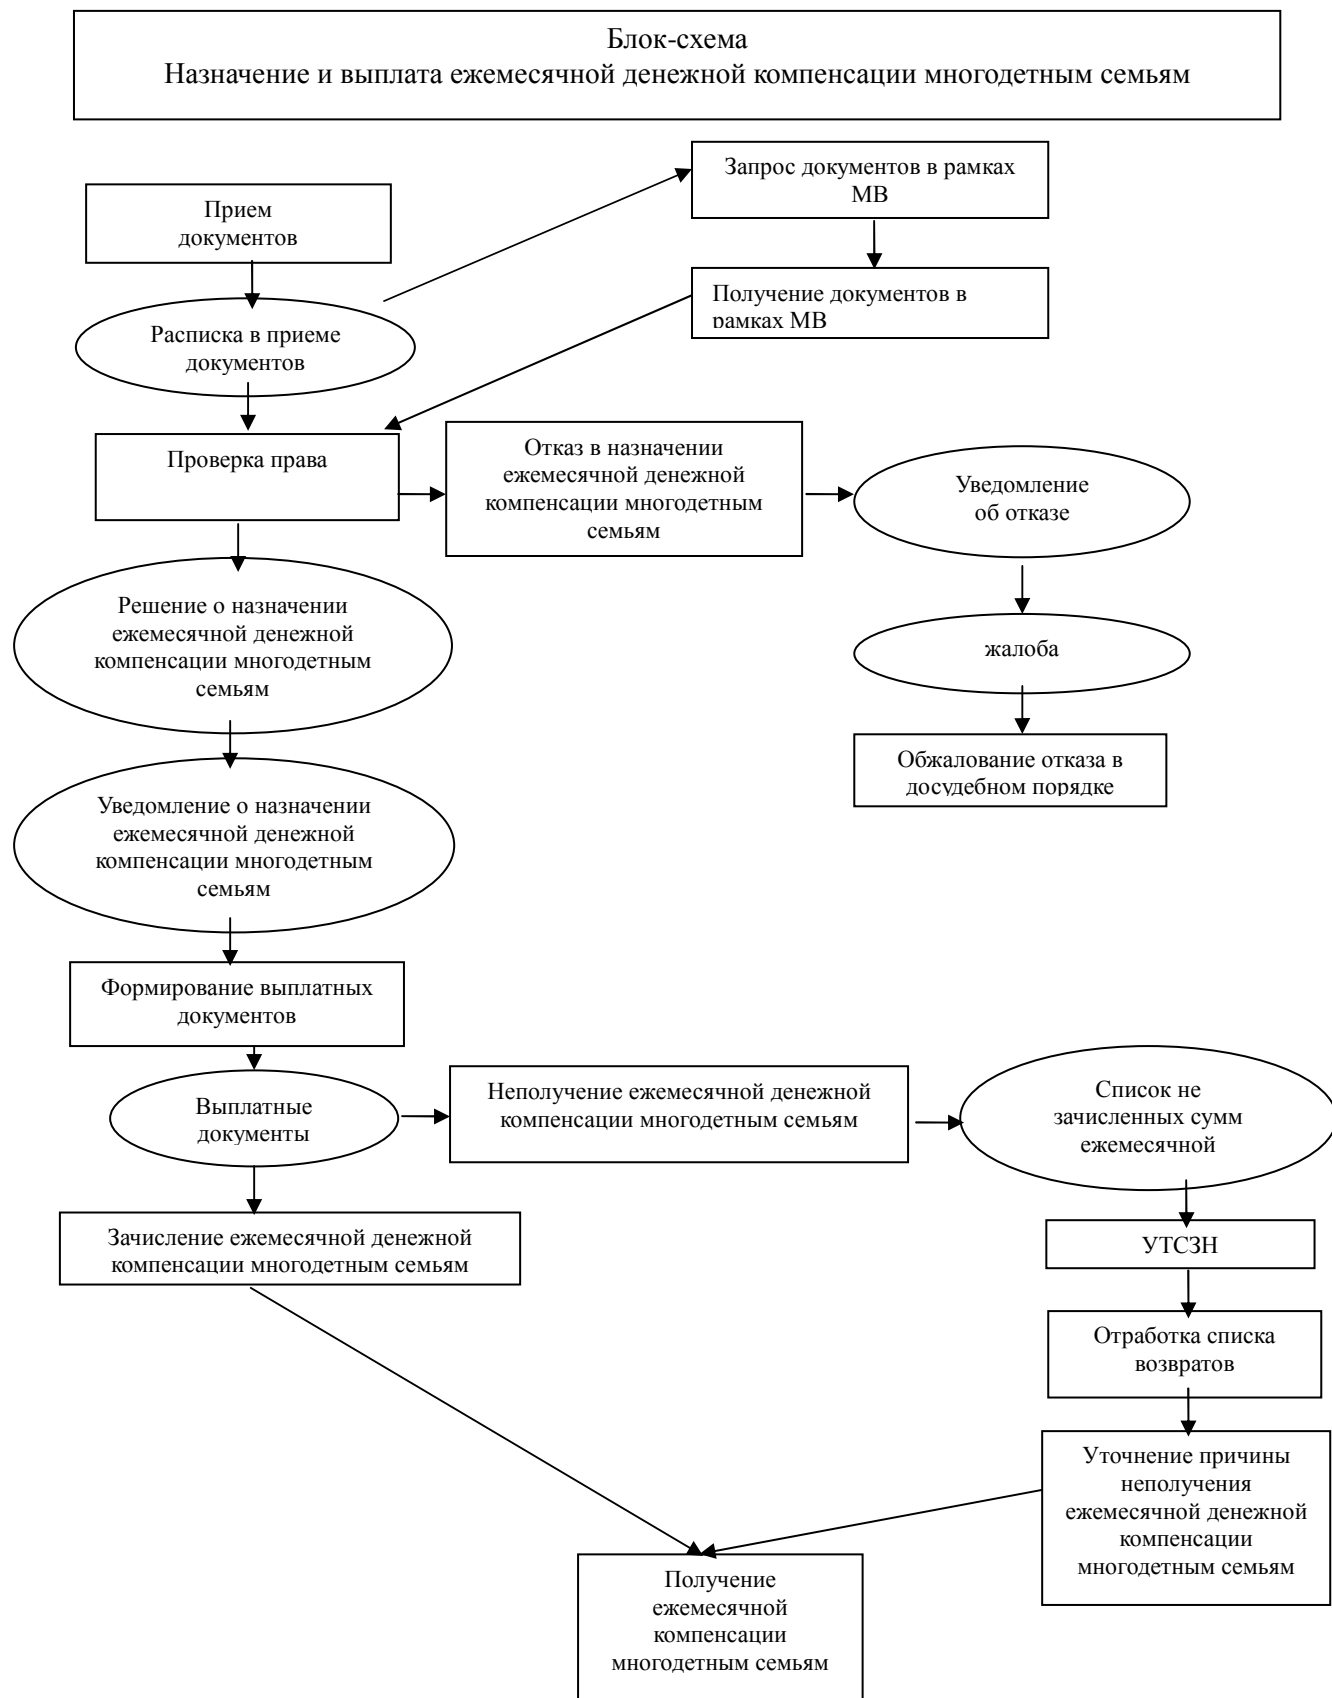 Блок-схема
Назначение и выплата ежемесячной денежной компенсации многодетным семьям
Запрос документов в рамках
МВ
Прием
документов
Получение документов в
рамках МВ
Расписка в приеме
документов
Проверка права
Отказ в назначении
ежемесячной денежной
компенсации многодетным
семьям
Уведомление
об отказе
Решение о назначении
ежемесячной денежной
компенсации многодетным
семьям
жалоба
Обжалование отказа в
досудебном порядке
Уведомление о назначении
ежемесячной денежной
компенсации многодетным
семьям
Формирование выплатных
документов
Выплатные
документы
Неполучение ежемесячной денежной
компенсации многодетным семьям
Список не
зачисленных сумм
ежемесячной
Зачисление ежемесячной денежной
компенсации многодетным семьям
УТСЗН
Отработка списка
возвратов
Уточнение причины
неполучения
ежемесячной денежной
компенсации
многодетным семьям
Получение
ежемесячной
компенсации
многодетным семьям